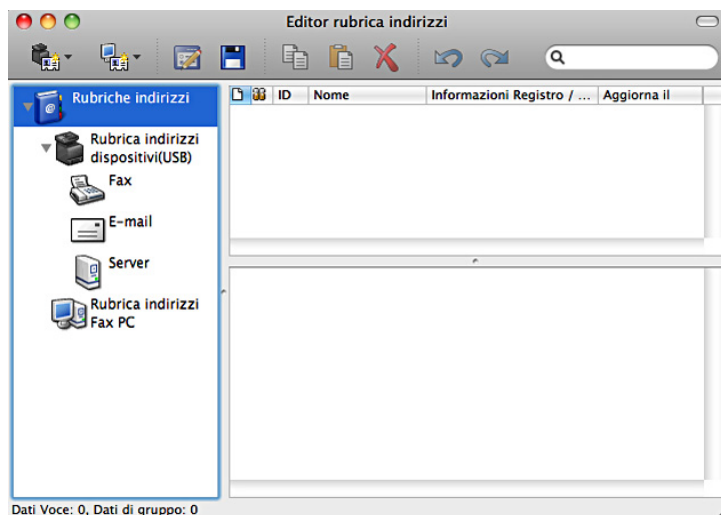 Editor rubrica indirizzi
Rubriche indirizzi
ID Nome Informazioni Registro / ... Aggiorna il
Rubrica indirizzi
dispositivi(USB)
Fax
E-mail
Server
Rubrica indirizzi
Fax PC
Dati Voce: 0, Dati di gruppo: 0